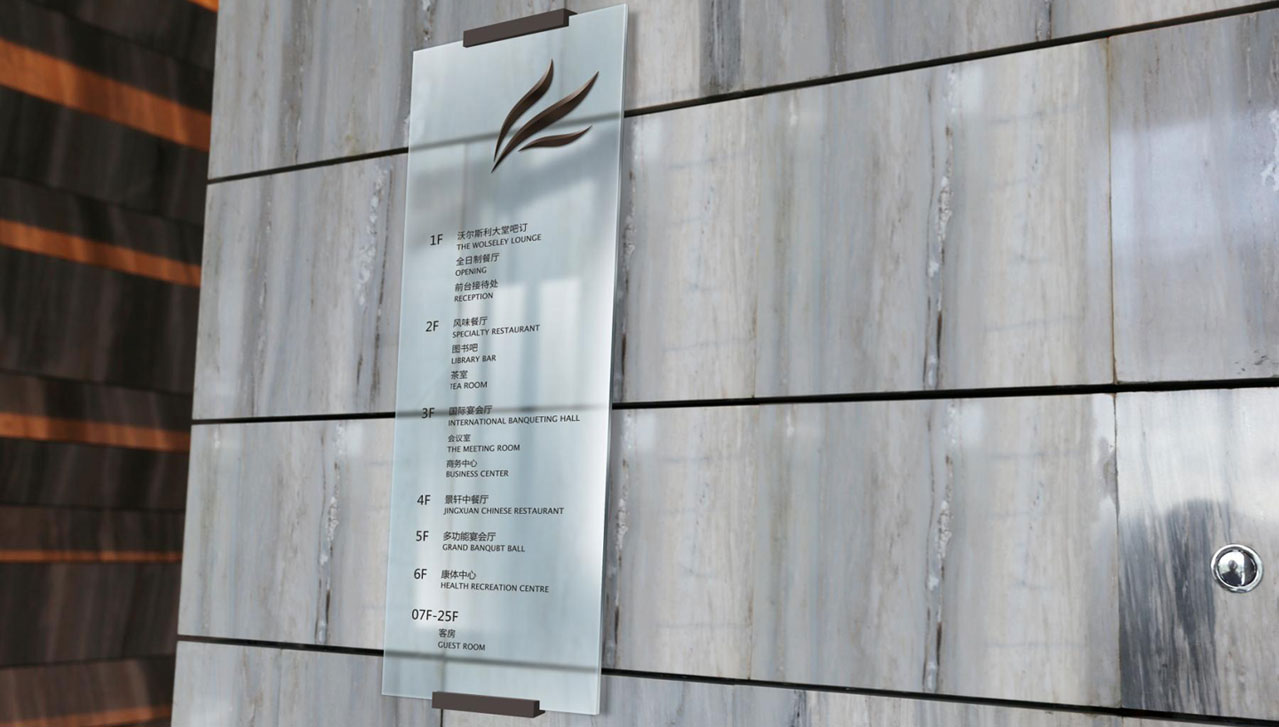 1F 沃尔斯利大堂吧订
THE WOLSELEY LOUNGE
全日制餐厅
OPENING
前台接待处
RECEPTION
2F 风味餐厅
SPECIALTY RESTAURANT
图书吧
LIBRARY BAR
茶室
TEA ROOM
3F 国际宴会厅
INTERNATIONAL BANQUETING HALL
会议室
THE MEETING ROOM
商务中心
BUSINESS CENTER
4F 景轩中餐厅
JINGXUAN CHINESE RESTAURANT
5F 多功能宴会厅
GRAND BANQUBT BALL
6F 康体中心
HEALTH RECREATION CENTRE
07F-25F
客房
GUEST ROOM